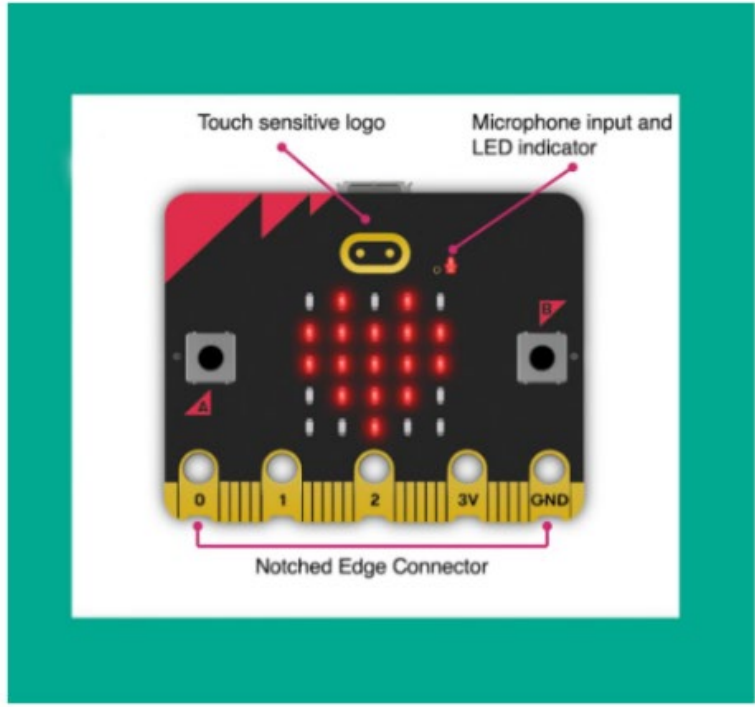 Touch sensitive logo
Microphone input and
LED indicator
B
A
0 1 2 3V GND
Notched Edge Connector